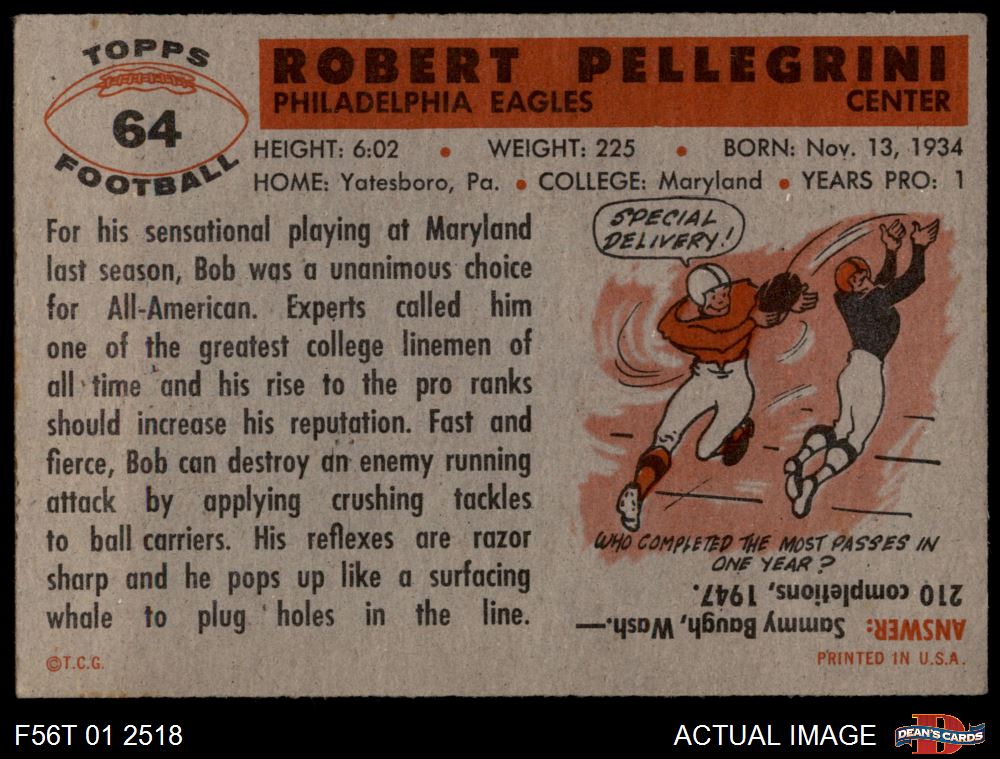 TOPPS
64
FOOTBALL
ROBERT PELLEGRINI
PHILADELPHIA EAGLES CENTER
HEIGHT: 6:02 • WEIGHT: 225 • BORN: Nov. 13, 1934
HOME: Yatesboro, Pa. • COLLEGE: Maryland • YEARS PRO: 1
For his sensational playing at Maryland
last season, Bob was a unanimous choice
for All-American. Experts called him
one of the greatest college linemen of
all time and his rise to the pro ranks
should increase his reputation. Fast and
fierce, Bob can destroy an enemy running
attack by applying crushing tackles
to ball carriers. His reflexes are razor
sharp and he pops up like a surfacing
whale to plug holes in the line.
©T.C.G.
SPECIAL
DELIVERY!
WHO COMPLETED THE MOST PASSES IN
ONE YEAR?
ANSWER: Sammy Baugh, Wash.—
210 completions, 1947.
PRINTED IN U.S.A.
F56T 01 2518
ACTUAL IMAGE
D
DEAN'S CARDS